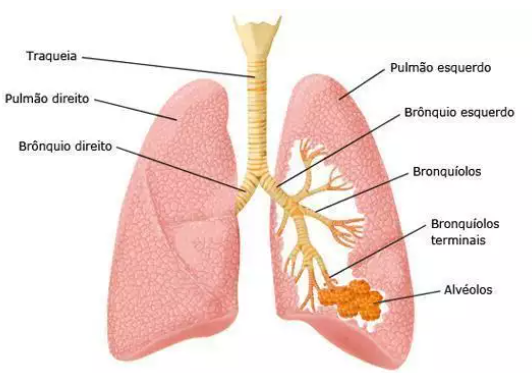 Traqueia
Pulmão direito
Brônquio direito
Pulmão esquerdo
Brônquio esquerdo
Bronquíolos
Bronquíolos
terminais
Alvéolos